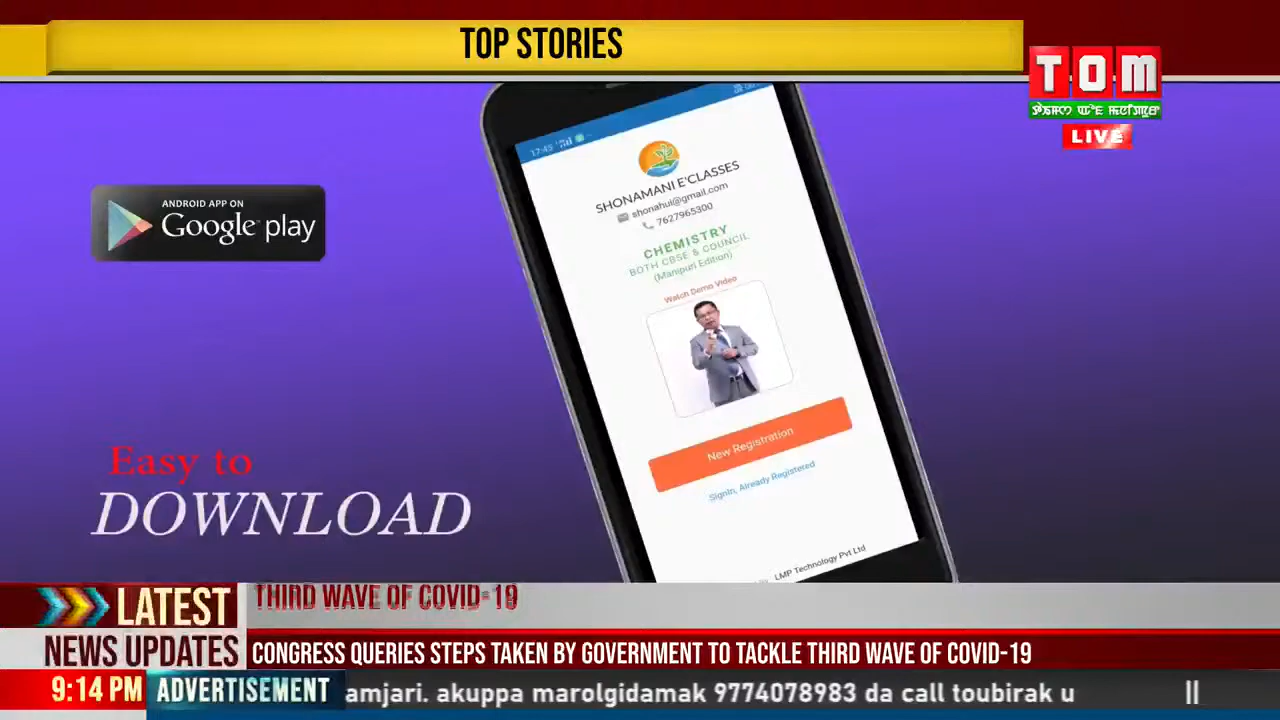 TOP STORIES
TOM
LIVE
ANDROID APP ON
Google play
17:45
SHONAMANI E'CLASSES
shonahui@gmail.com
7627965300
CHEMISTRY
BOTH CBSE & COUNCIL
(Manipuri Edition)
Watch Demo Video
New Registration
SignIn, Already Registered
LMP Technology Pvt Ltd
Easy to
DOWNLOAD
LATEST
NEWS UPDATES
THIRD WAVE OF COVID-19
CONGRESS QUERIES STEPS TAKEN BY GOVERNMENT TO TACKLE THIRD WAVE OF COVID-19
9:14 PM
ADVERTISEMENT
amjari. akuppa marolgidamak 9774078983 da call toubirak u ||